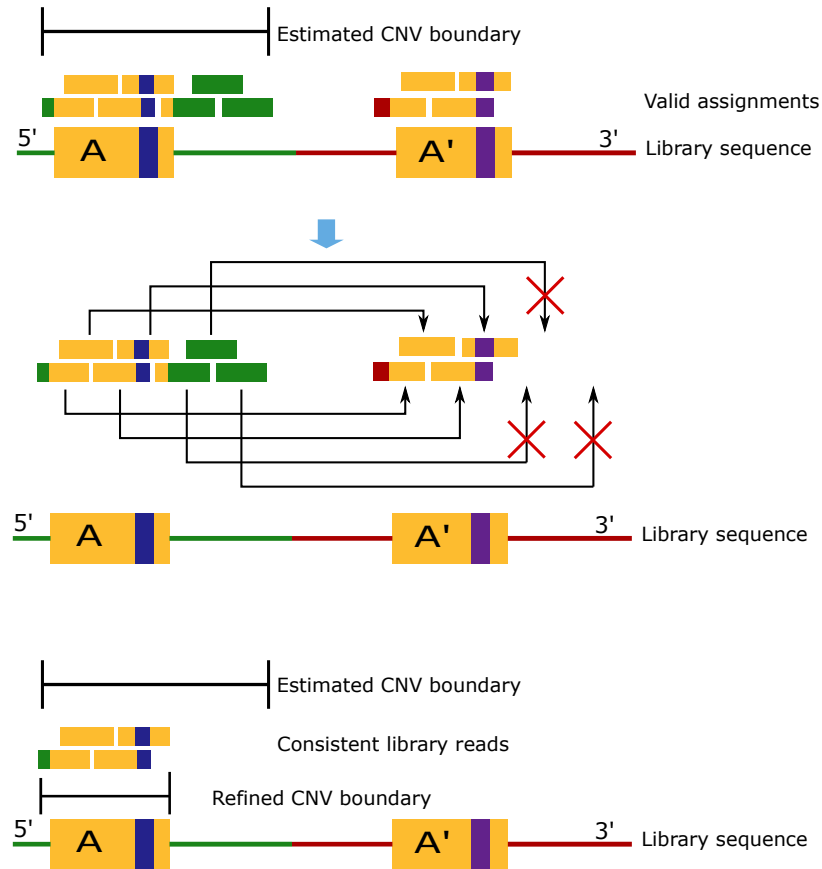 Estimated CNV boundary
Valid assignments
5' A A' 3' Library sequence
5' A A' 3' Library sequence
Estimated CNV boundary
Consistent library reads
Refined CNV boundary
5' A A' 3' Library sequence